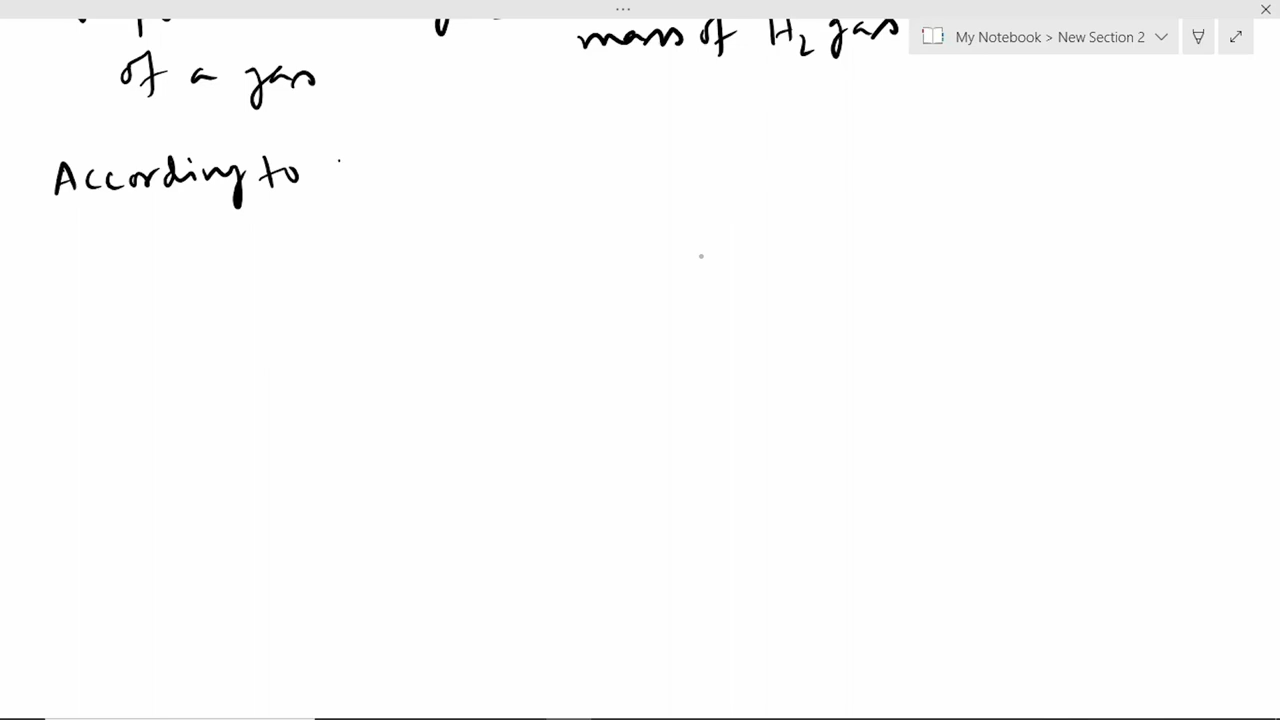 mass of H₂ gas
My Notebook > New Section 2
of a gas
According to